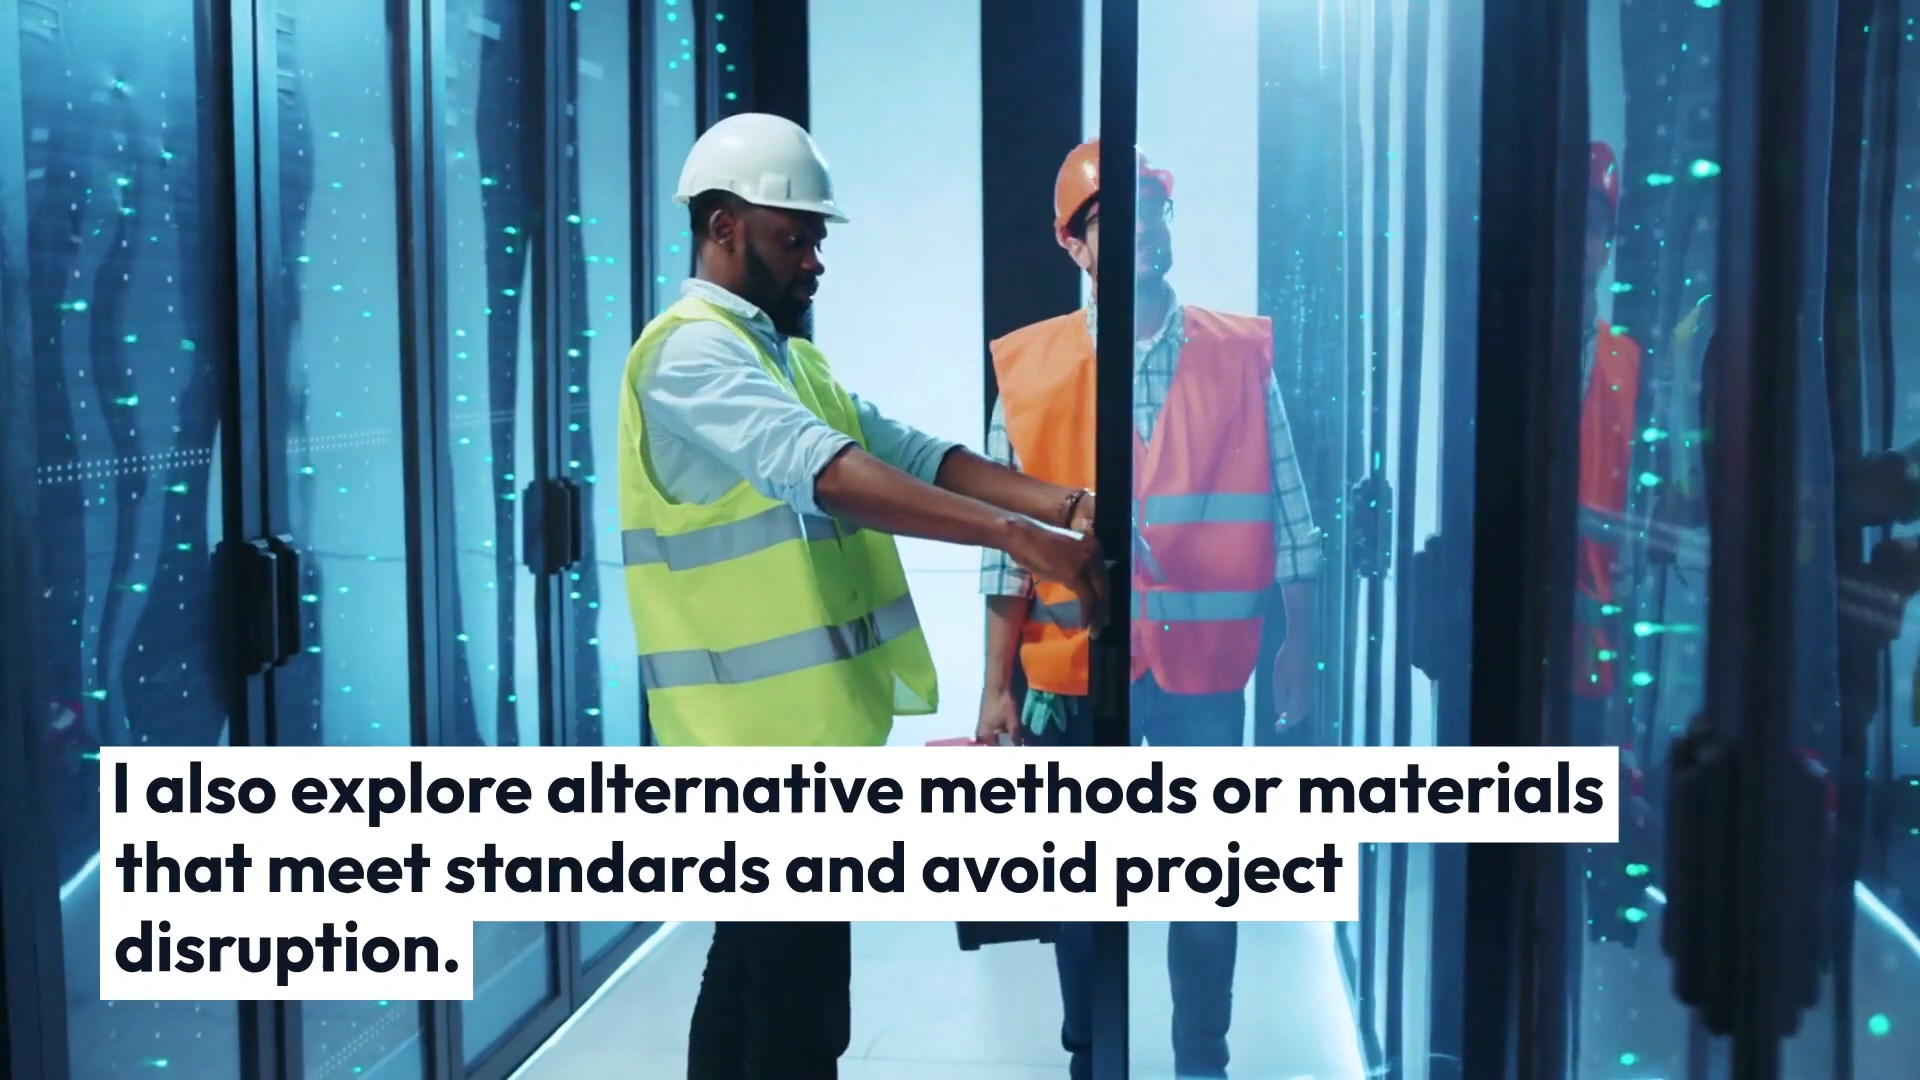 I also explore alternative methods or materials
that meet standards and avoid project
disruption.